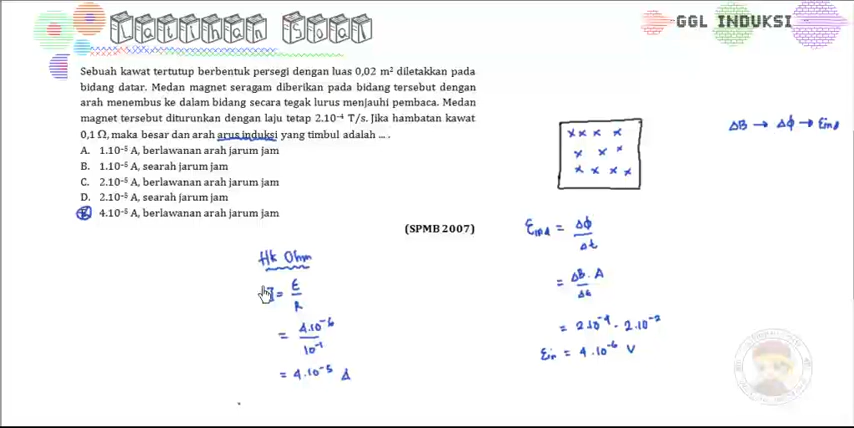 Latihan Soal
GGL INDUKSI
Sebuah kawat tertutup berbentuk persegi dengan luas 0,02 m² diletakkan pada
bidang datar. Medan magnet seragam diberikan pada bidang tersebut dengan
arah menembus ke dalam bidang secara tegak lurus menjauhi pembaca. Medan
magnet tersebut diturunkan dengan laju tetap 2.10⁻⁴ T/s. Jika hambatan kawat
0,1 Ω, maka besar dan arah arus induksi yang timbul adalah ... .
A. 1.10⁻⁵ A, berlawanan arah jarum jam
B. 1.10⁻⁵ A, searah jarum jam
C. 2.10⁻⁵ A, berlawanan arah jarum jam
D. 2.10⁻⁵ A, searah jarum jam
E. 4.10⁻⁵ A, berlawanan arah jarum jam
(SPMB 2007)
Hk Ohm
I = E/R
= 4.10⁻⁶/10⁻¹
= 4.10⁻⁵ A
x x x x
x x x
x x x x
ΔB → Δϕ → Eind
Eind = Δϕ/Δt
= ΔB . A/Δt
= 2.10⁻⁴ . 2.10⁻²
Ein = 4.10⁻⁶ V